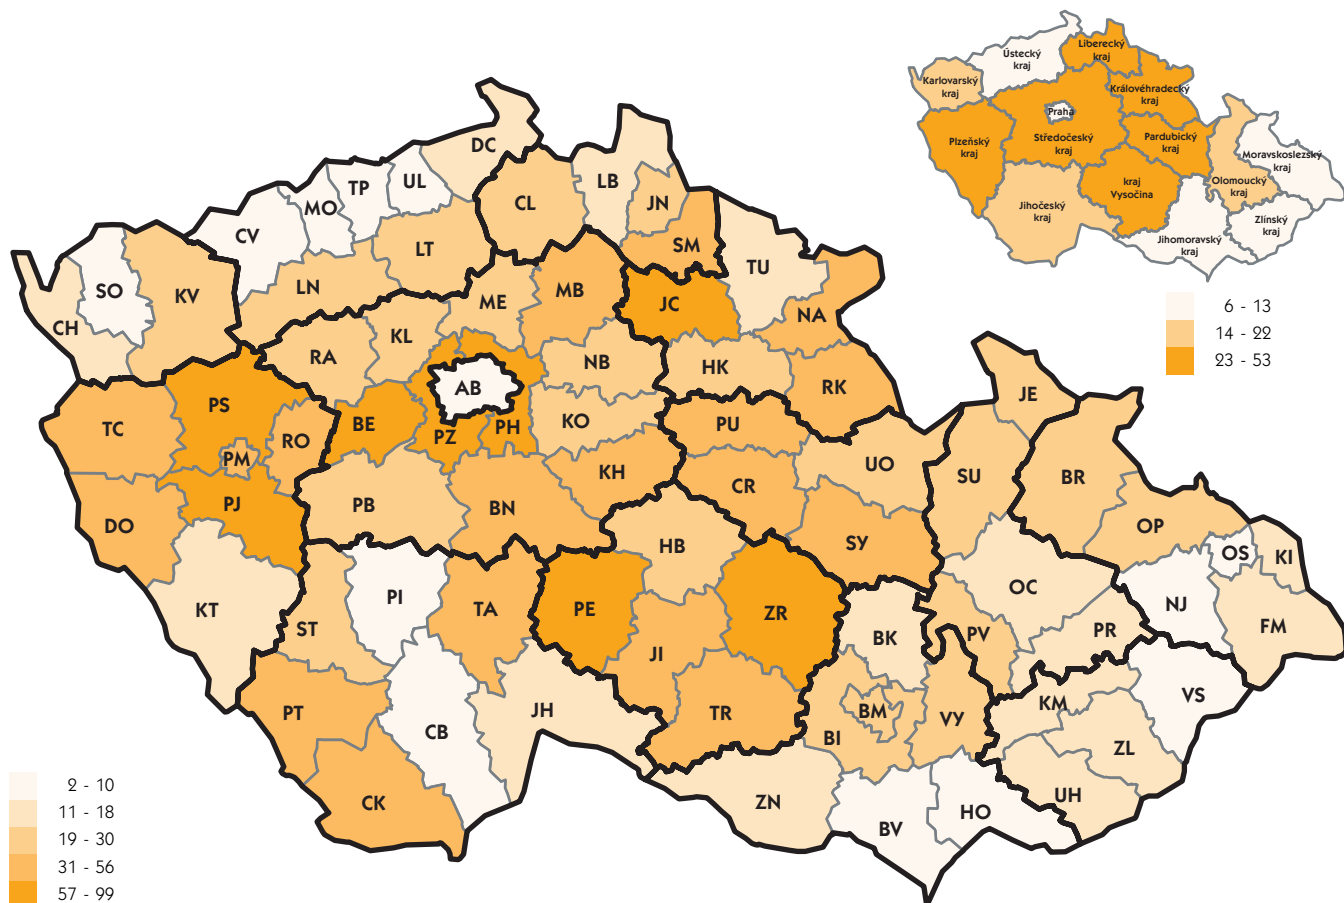 Ústecký
kraj
Liberecký
kraj
Karlovarský
kraj
Královéhradecký
kraj
Praha
Plzeňský
kraj
Středočeský
kraj
Pardubický
kraj
Moravskoslezský
kraj
kraj
Vysočina
Olomoucký
kraj
Jihočeský
kraj
Zlínský
kraj
Jihomoravský
kraj
6 - 13
14 - 22
23 - 53
DC
UL
TP
MO
CV
LB
JN
CL
LT
SM
TU
SO
KV
LN
CH
ME
MB
JC
NA
KL
RA
NB
HK
RK
AB
JE
PS
TC
BE
PZ
PH
KO
PU
RO
PM
UO
KH
CR
SU
BR
PJ
PB
BN
DO
OP
HB
SY
OS
KI
OC
KT
PI
TA
PE
ZR
NJ
ST
BK
PV
PR
FM
JI
PT
CB
JH
TR
BI
BM
VY
KM
VS
ZL
CK
ZN
BV
HO
UH
2 - 10
11 - 18
19 - 30
31 - 56
57 - 99